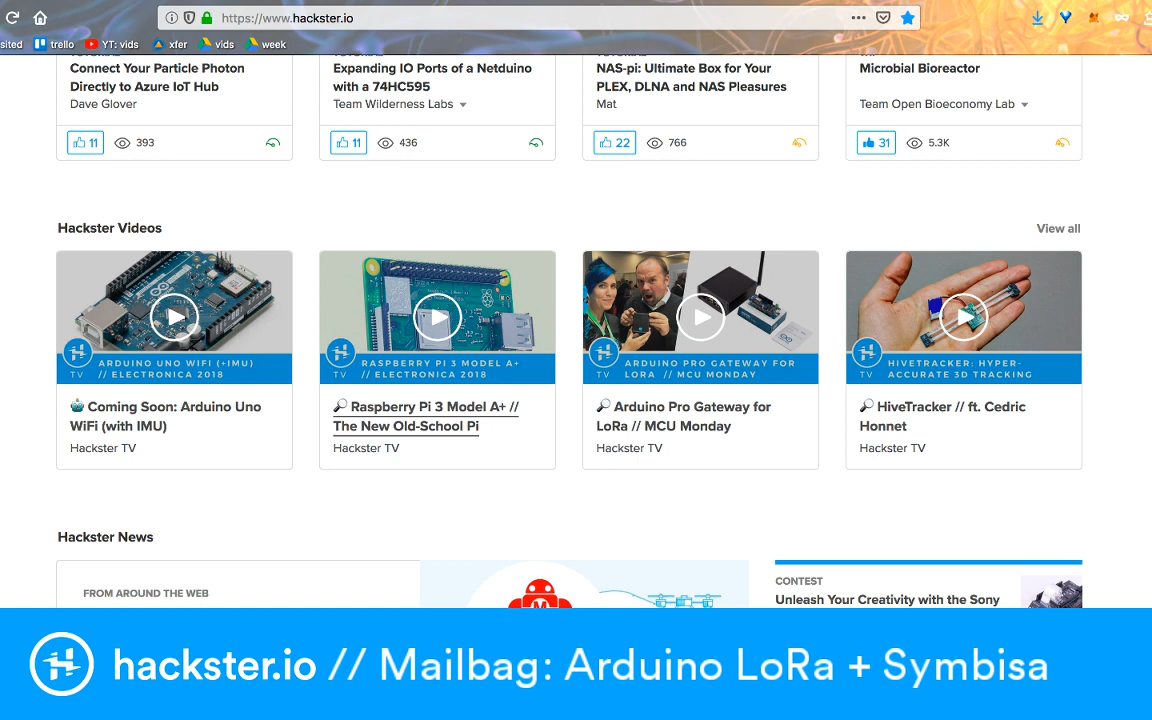 https://www.hackster.io
sited
trello
YT: vids
xfer
vids
week
Connect Your Particle Photon
Directly to Azure IoT Hub
Dave Glover
11
393
Expanding IO Ports of a Netduino
with a 74HC595
Team Wilderness Labs
11
436
NAS-pi: Ultimate Box for Your
PLEX, DLNA and NAS Pleasures
Mat
22
766
Microbial Bioreactor
Team Open Bioeconomy Lab
31
5.3K
Hackster Videos
View all
TV
ARDUINO UNO WIFI (+IMU)
// ELECTRONICA 2018
Coming Soon: Arduino Uno
WiFi (with IMU)
Hackster TV
TV
RASPBERRY PI 3 MODEL A+
// ELECTRONICA 2018
Raspberry Pi 3 Model A+ //
The New Old-School Pi
Hackster TV
TV
ARDUINO PRO GATEWAY FOR
LORA // MCU MONDAY
Arduino Pro Gateway for
LoRa // MCU Monday
Hackster TV
TV
HIVETRACKER: HYPER-
ACCURATE 3D TRACKING
HiveTracker // ft. Cedric
Honnet
Hackster TV
Hackster News
FROM AROUND THE WEB
CONTEST
Unleash Your Creativity with the Sony
hackster.io // Mailbag: Arduino LoRa + Symbisa